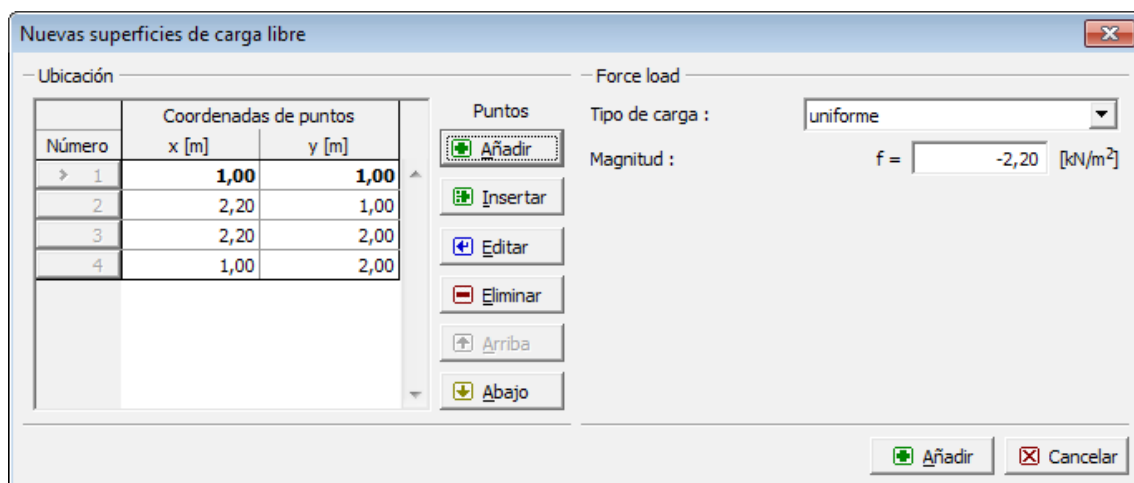 Nuevas superficies de carga libre
Ubicación
Coordenadas de puntos
Número x [m] y [m]
> 1 1,00 1,00
2 2,20 1,00
3 2,20 2,00
4 1,00 2,00
Puntos
Añadir
Insertar
Editar
Eliminar
Arriba
Abajo
Force load
Tipo de carga : uniforme
Magnitud : f = -2,20 [kN/m²]
Añadir Cancelar